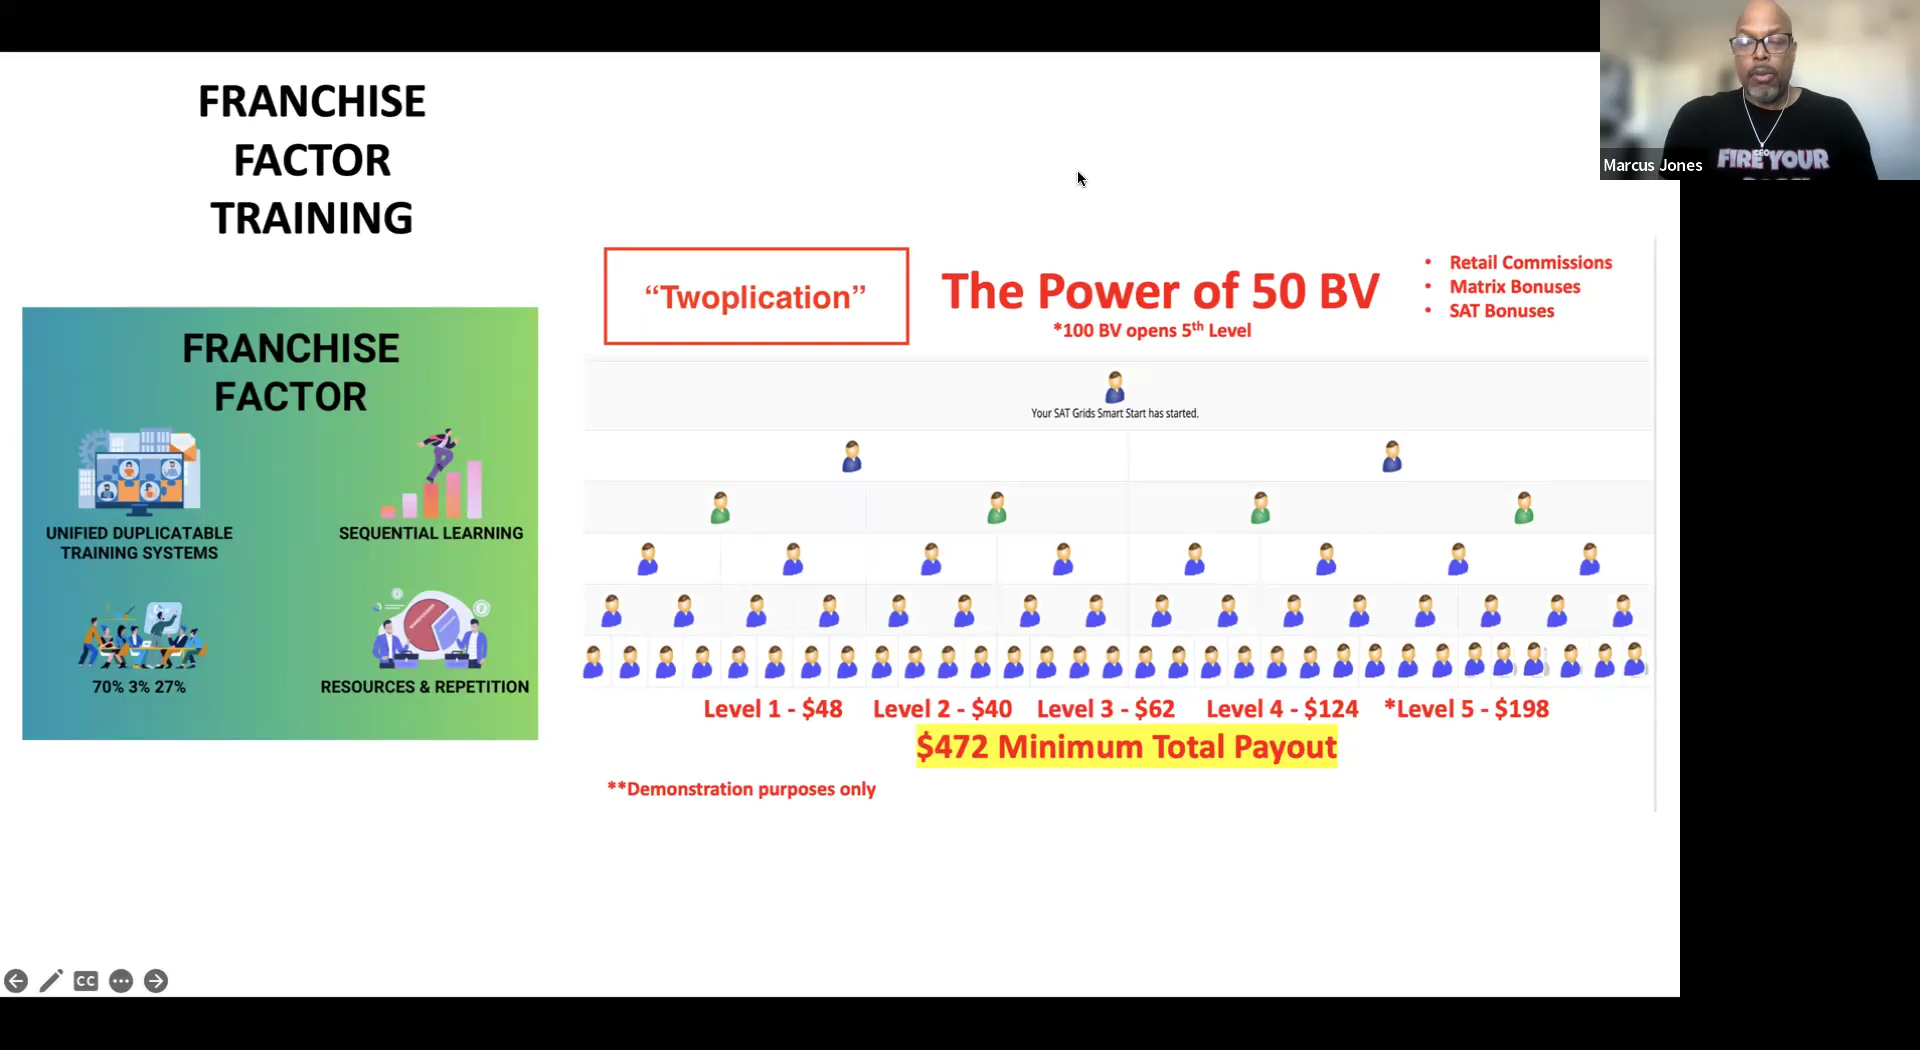 FRANCHISE
FACTOR
TRAINING
FRANCHISE
FACTOR
UNIFIED DUPLICATABLE
TRAINING SYSTEMS
SEQUENTIAL LEARNING
70% 3% 27%
RESOURCES & REPETITION
“Twoplication”
The Power of 50 BV
*100 BV opens 5th Level
• Retail Commissions
• Matrix Bonuses
• SAT Bonuses
Your SAT Grids Smart Start has started.
Level 1 - $48 Level 2 - $40 Level 3 - $62 Level 4 - $124 *Level 5 - $198
$472 Minimum Total Payout
**Demonstration purposes only
CC
Marcus Jones
CEO
FIRE YOUR